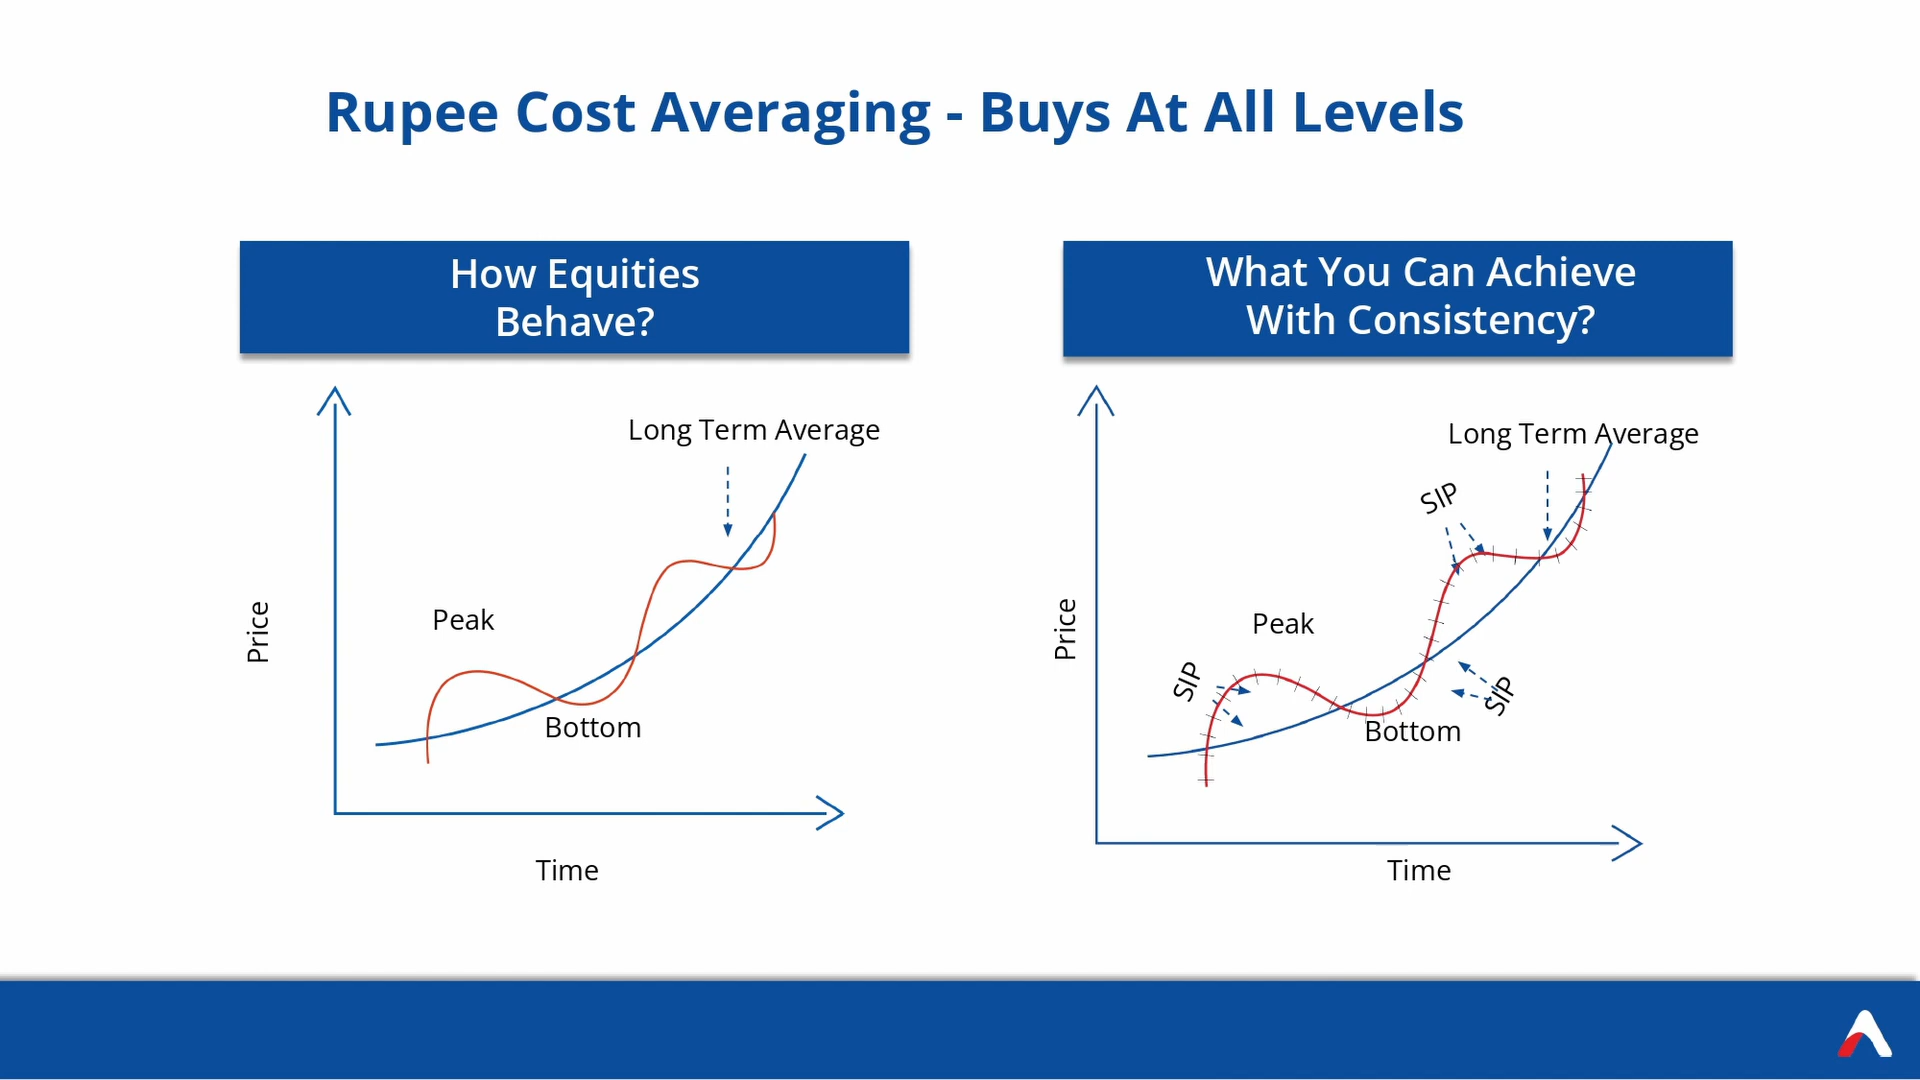 Rupee Cost Averaging - Buys At All Levels
How Equities
Behave?
Long Term Average
Peak
Bottom
Price
Time
What You Can Achieve
With Consistency?
Long Term Average
SIP
Peak
SIP
SIP
Bottom
Price
Time